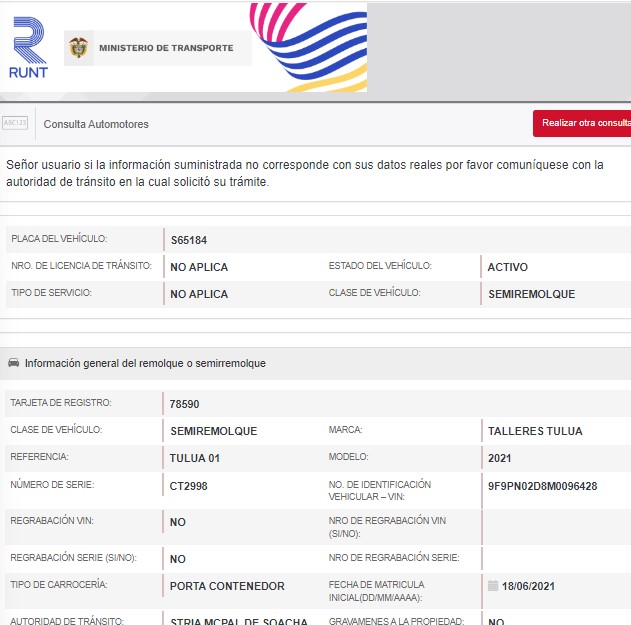 RUNT
MINISTERIO DE TRANSPORTE
ABC123
Consulta Automotores
Realizar otra consulta
Señor usuario si la información suministrada no corresponde con sus datos reales por favor comuníquese con la
autoridad de tránsito en la cual solicitó su trámite.
PLACA DEL VEHÍCULO: S65184
NRO. DE LICENCIA DE TRÁNSITO: NO APLICA ESTADO DEL VEHÍCULO: ACTIVO
TIPO DE SERVICIO: NO APLICA CLASE DE VEHÍCULO: SEMIREMOLQUE
Información general del remolque o semirremolque
TARJETA DE REGISTRO: 78590
CLASE DE VEHÍCULO: SEMIREMOLQUE MARCA: TALLERES TULUA
REFERENCIA: TULUA 01 MODELO: 2021
NÚMERO DE SERIE: CT2998 NO. DE IDENTIFICACIÓN
VEHICULAR – VIN: 9F9PN02D8M0096428
REGRABACIÓN VIN: NO NRO DE REGRABACIÓN VIN
(SI/NO):
REGRABACIÓN SERIE (SI/NO): NO NRO DE REGRABACIÓN SERIE:
TIPO DE CARROCERÍA: PORTA CONTENEDOR FECHA DE MATRICULA
INICIAL(DD/MM/AAAA): 18/06/2021
AUTORIDAD DE TRÁNSITO: STRIA MCPAL DE SOACHA GRAVAMENES A LA PROPIEDAD: NO